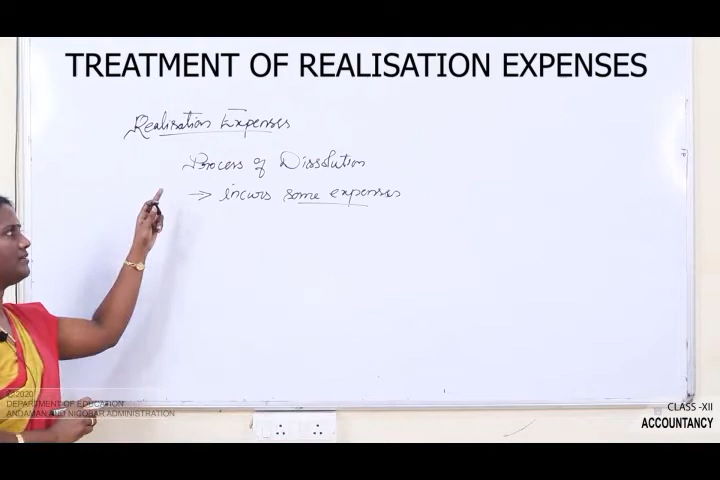 TREATMENT OF REALISATION EXPENSES
Realisation Expenses
Process of Dissolution
→ incurs some expenses
©2020
DEPARTMENT OF EDUCATION
ANDAMAN AND NICOBAR ADMINISTRATION
CLASS -XII
ACCOUNTANCY